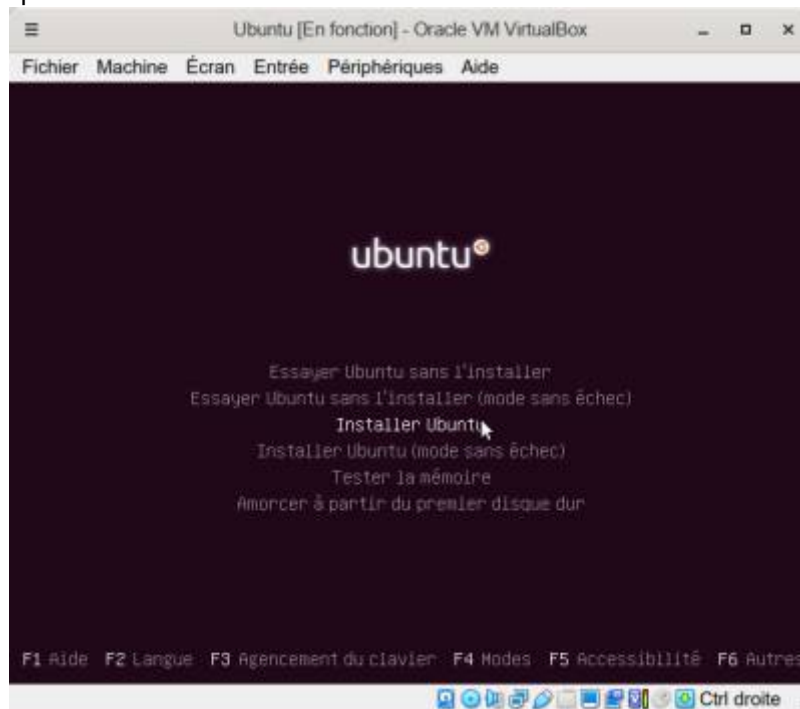 Ubuntu [En fonction] - Oracle VM VirtualBox
Fichier Machine Écran Entrée Périphériques Aide
ubuntu
Essayer Ubuntu sans l'installer
Essayer Ubuntu sans l'installer (mode sans échec)
Installer Ubuntu
Installer Ubuntu (mode sans échec)
Tester la mémoire
Amorcer à partir du premier disque dur
F1 Aide F2 Langue F3 Agencement du clavier F4 Modes F5 Accessibilité F6 Autres
Ctrl droite